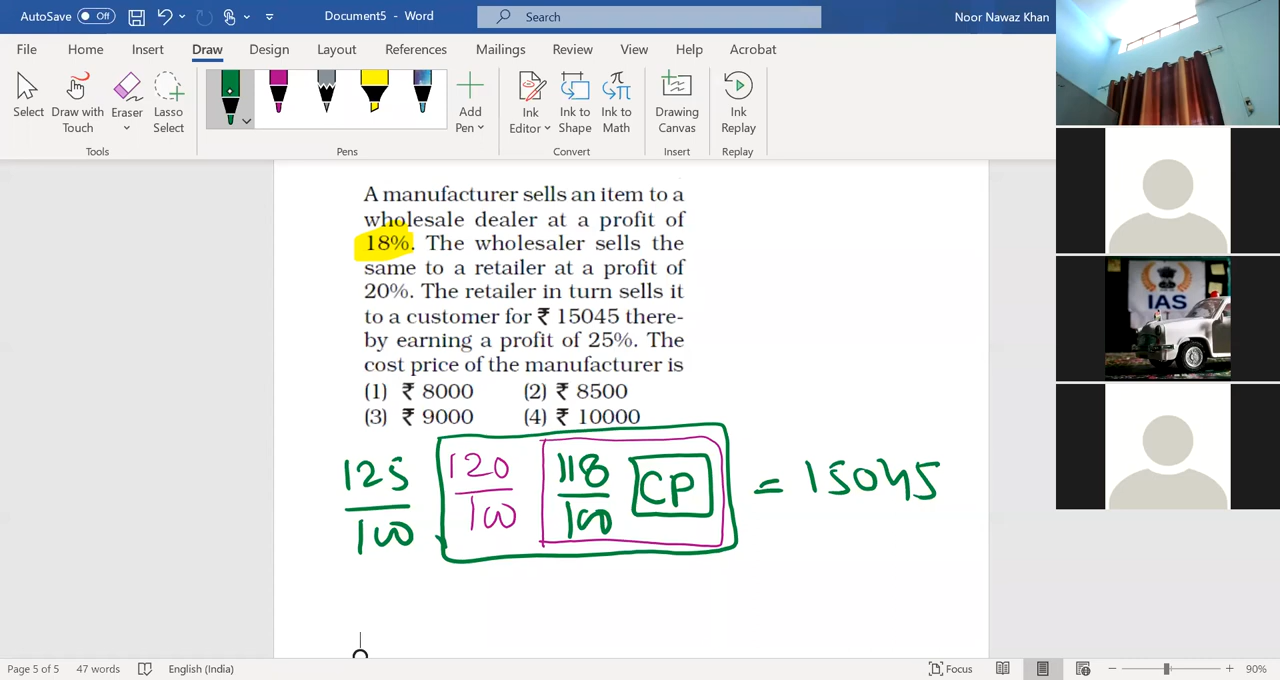 AutoSave Off Document5 - Word Search Noor Nawaz Khan
File Home Insert Draw Design Layout References Mailings Review View Help Acrobat
Select Draw with Touch Eraser Lasso Select Add Pen Ink Editor Ink to Shape Ink to Math Drawing Canvas Ink Replay
Tools Pens Convert Insert Replay
A manufacturer sells an item to a
wholesale dealer at a profit of
18%. The wholesaler sells the
same to a retailer at a profit of
20%. The retailer in turn sells it
to a customer for ₹ 15045 there-
by earning a profit of 25%. The
cost price of the manufacturer is
(1) ₹ 8000 (2) ₹ 8500
(3) ₹ 9000 (4) ₹ 10000
125/100 120/100 118/100 CP = 15045
IAS
Page 5 of 5 47 words English (India) Focus 90%